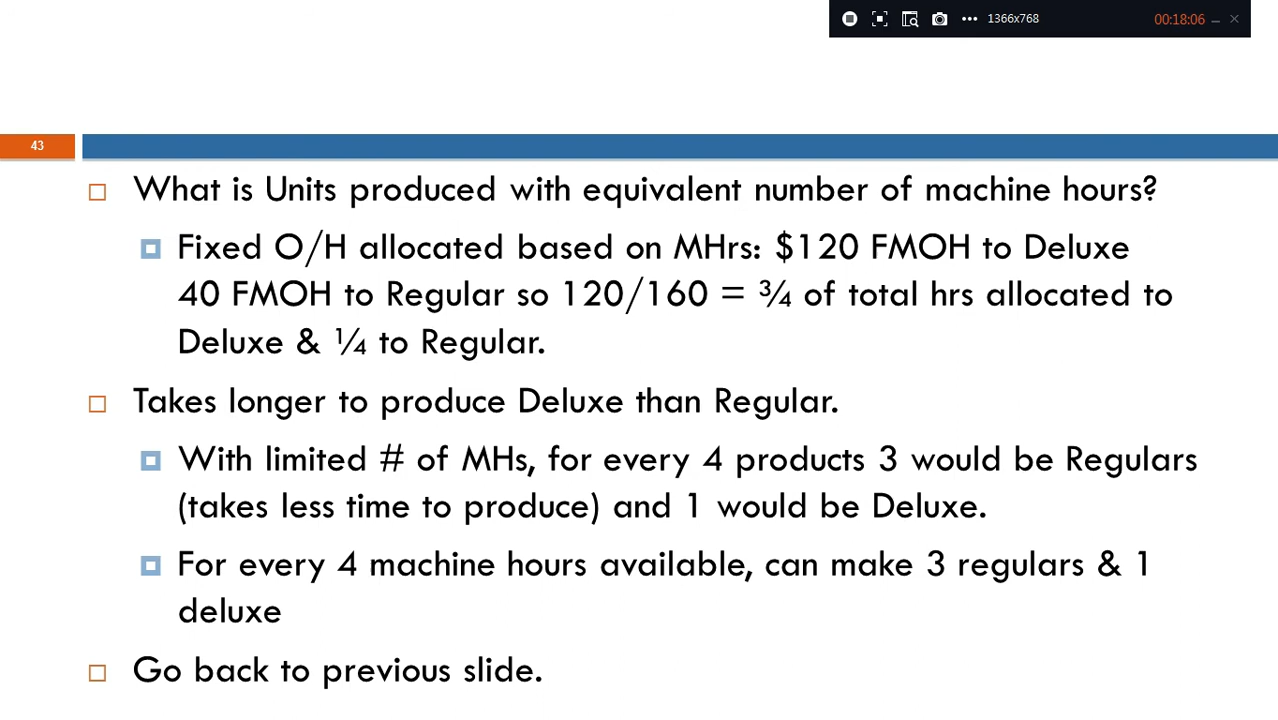 1366x768
00:18:06
43
What is Units produced with equivalent number of machine hours?
Fixed O/H allocated based on MHrs: $120 FMOH to Deluxe
40 FMOH to Regular so 120/160 = ¾ of total hrs allocated to
Deluxe & ¼ to Regular.
Takes longer to produce Deluxe than Regular.
With limited # of MHs, for every 4 products 3 would be Regulars
(takes less time to produce) and 1 would be Deluxe.
For every 4 machine hours available, can make 3 regulars & 1
deluxe
Go back to previous slide.